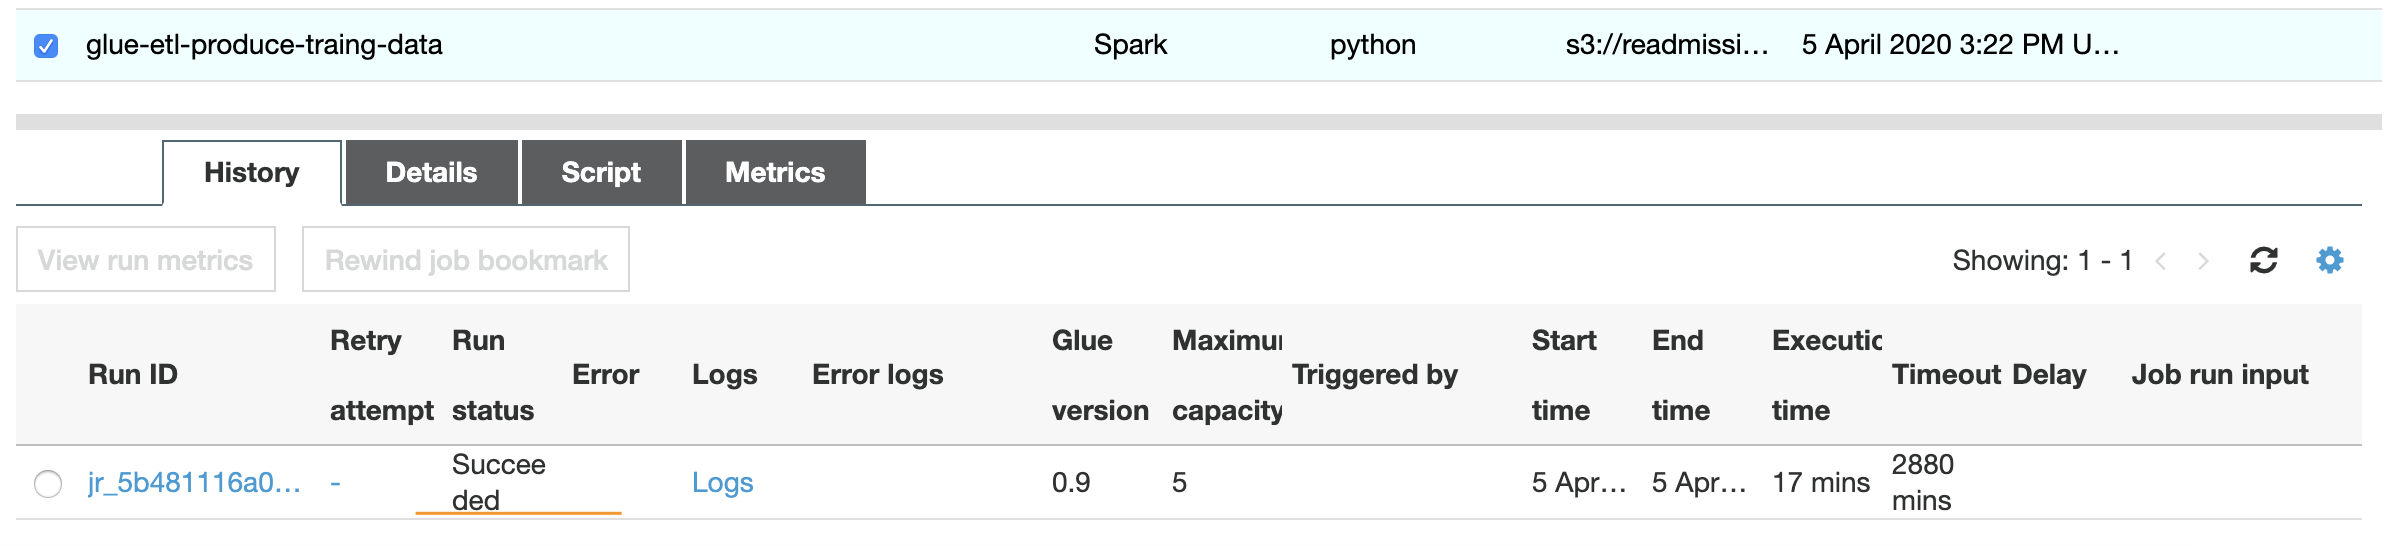 glue-etl-produce-traing-data Spark python s3://readmissi... 5 April 2020 3:22 PM U...
History Details Script Metrics
View run metrics Rewind job bookmark Showing: 1 - 1
Run ID Retry attempt Run status Error Logs Error logs Glue version Maximu capacity Triggered by Start time End time Executic time Timeout Delay Job run input
jr_5b481116a0... - Succeeded Logs 0.9 5 5 Apr... 5 Apr... 17 mins 2880 mins